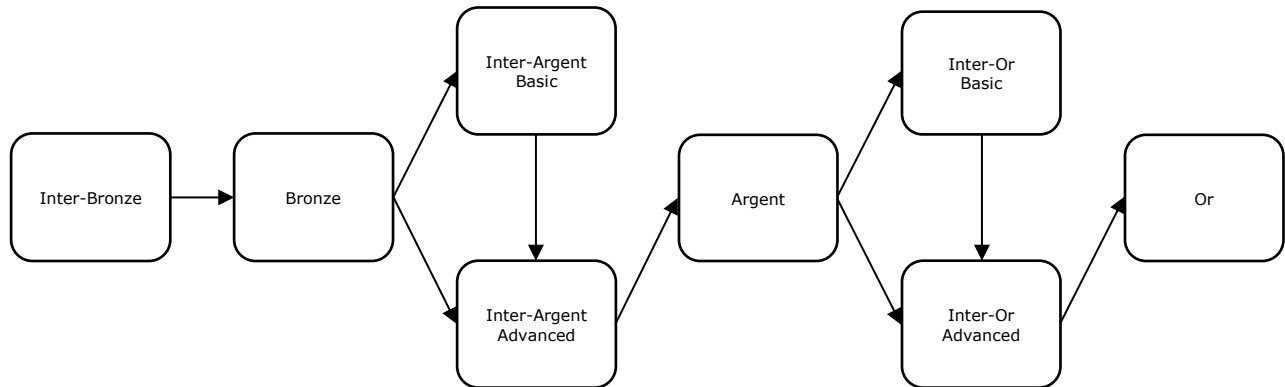 Inter-Bronze
Bronze
Inter-Argent
Basic
Inter-Argent
Advanced
Argent
Inter-Or
Basic
Inter-Or
Advanced
Or